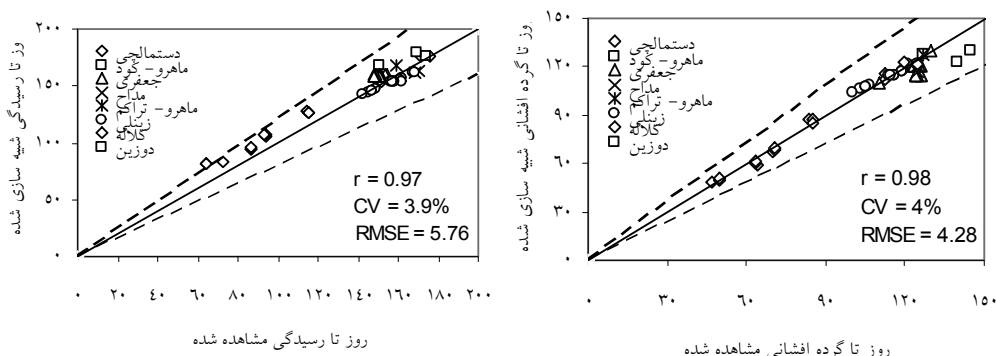 روز تا رسیدگی شبیه سازی شده
۲۰۰
۱۵۰
۱۰۰
۵۰
۰
دستمالچی
ماهرو- کود
جعفری
مداح
ماهرو- تراکم
زینلی
کلاله
دوزین
r = 0.97
CV = 3.9%
RMSE = 5.76
۰ ۲۰ ۴۰ ۶۰ ۸۰ ۱۰۰ ۱۲۰ ۱۴۰ ۱۶۰ ۱۸۰ ۲۰۰
روز تا رسیدگی مشاهده شده
روز تا گرده افشانی شبیه سازی شده
۱۵۰
۱۲۰
۹۰
۶۰
۳۰
۰
دستمالچی
ماهرو- کود
جعفری
مداح
ماهرو- تراکم
زینلی
کلاله
دوزین
r = 0.98
CV = 4%
RMSE = 4.28
۰ ۳۰ ۶۰ ۹۰ ۱۲۰ ۱۵۰
روز تا گرده افشانی مشاهده شده